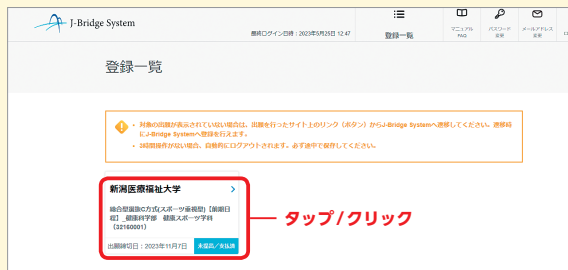 J-Bridge System
最終ログイン日時：2023年5月25日 12:47
登録一覧
マニュアル
FAQ
パスワード
変更
メールアドレス
変更
登録一覧
・対象の出願が表示されていない場合は、出願を行ったサイト上のリンク（ボタン）からJ-Bridge Systemへ遷移してください。遷移時
にJ-Bridge Systemへ登録を行えます。
・1時間操作がない場合、自動的にログアウトされます。必ず途中で保存してください。
新潟医療福祉大学
総合型選抜C方式(スポーツ重視型)【前期日
程】_健康科学部　健康スポーツ学科
（32160001）
出願締切日：2023年11月7日
未提出／支払済
タップ/クリック